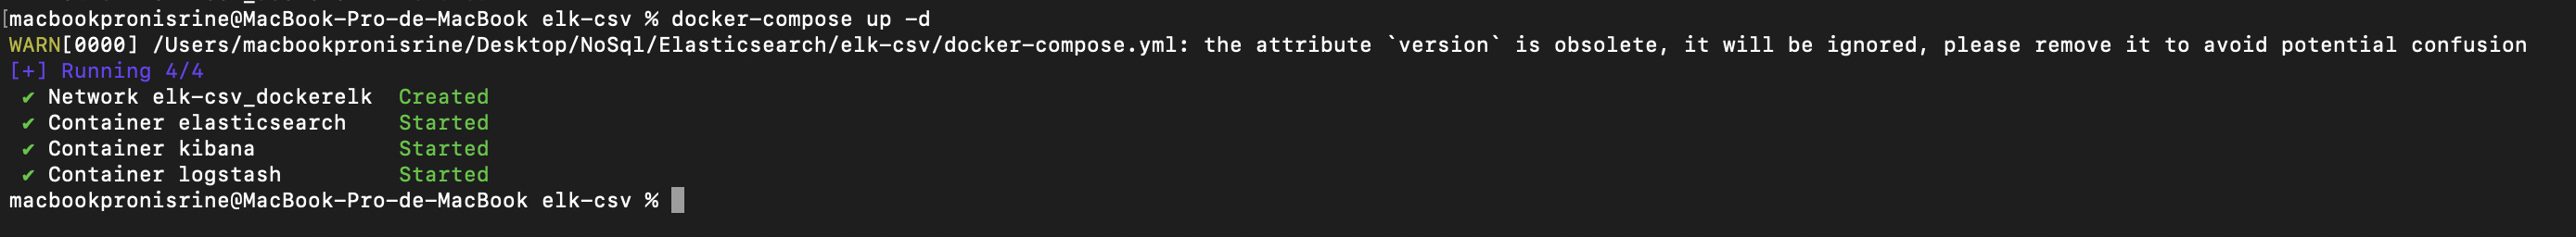 [macbookpronisrine@MacBook-Pro-de-MacBook elk-csv % docker-compose up -d
WARN[0000] /Users/macbookpronisrine/Desktop/NoSql/Elasticsearch/elk-csv/docker-compose.yml: the attribute `version` is obsolete, it will be ignored, please remove it to avoid potential confusion
[+] Running 4/4
✔ Network elk-csv_dockerelk  Created
✔ Container elasticsearch    Started
✔ Container kibana           Started
✔ Container logstash         Started
macbookpronisrine@MacBook-Pro-de-MacBook elk-csv %